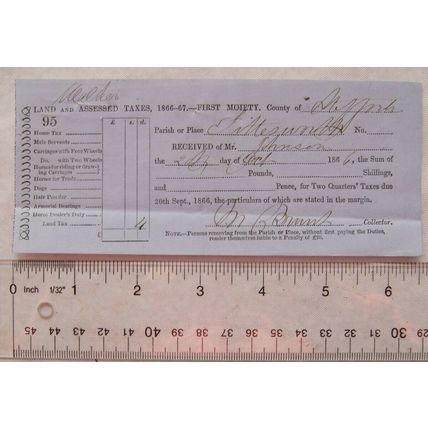 LAND AND ASSESSED TAXES, 1866-67.—FIRST MOIETY. County of
95
£ s. d.
House Tax
Male Servants
Carriages with Four Wheels
Do. with Two Wheels
Horses for riding or drawing Carriages
Horses for Trade
Dogs
Hair Powder
Armorial Bearings
Horse Dealer's Duty
Land Tax 4
£
Parish or Place No.
RECEIVED of Mr. Johnson
the day of Oct 1866, the Sum of
Pounds, Shillings,
and Pence, for Two Quarters' Taxes due
20th Sept., 1866, the particulars of which are stated in the margin.
Collector.
NOTE.—Persons removing from the Parish or Place, without first paying the Duties,
render themselves liable to a Penalty of £20.
0 Inch 1/32" 1 2 3 4 5 6
45 44 43 42 41 40 39 38 37 36 35 34 33 32 31 30 29